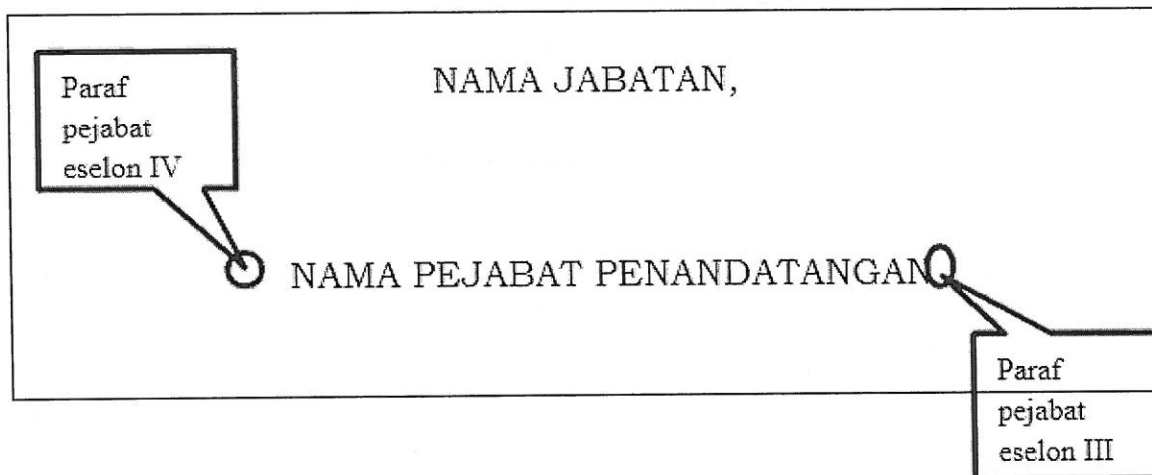 Paraf
pejabat
eselon IV
NAMA JABATAN,
NAMA PEJABAT PENANDATANGAN
Paraf
pejabat
eselon III